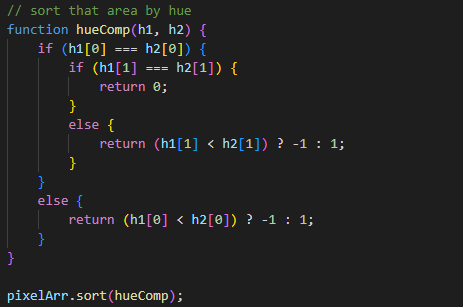 // sort that area by hue
function hueComp(h1, h2) {
    if (h1[0] === h2[0]) {
        if (h1[1] === h2[1]) {
            return 0;
        }
        else {
            return (h1[1] < h2[1]) ? -1 : 1;
        }
    }
    else {
        return (h1[0] < h2[0]) ? -1 : 1;
    }
}

pixelArr.sort(hueComp);